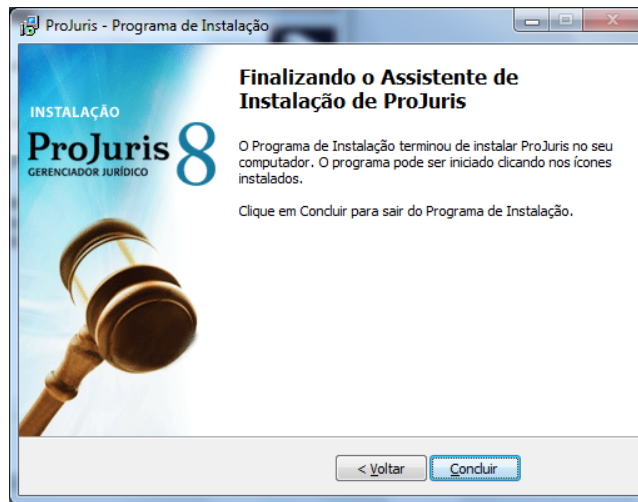 ProJuris - Programa de Instalação
INSTALAÇÃO
ProJuris 8
GERENCIADOR JURÍDICO
Finalizando o Assistente de
Instalação de ProJuris
O Programa de Instalação terminou de instalar ProJuris no seu
computador. O programa pode ser iniciado clicando nos ícones
instalados.
Clique em Concluir para sair do Programa de Instalação.
< Voltar
Concluir